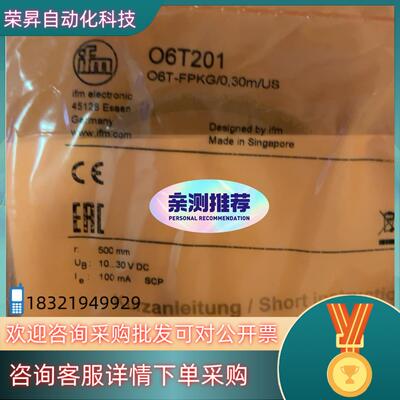 荣昇自动化科技
ifm
ifm electronic
45128 Essen
Germany
www.ifm.com
O6T201
O6T-FPKG/0,30m/US
Designed by ifm
Made in Singapore
CE
EAC
亲测推荐
PERSONAL RECOMMENDATION
r: 500 mm
UB: 10...30 V DC
Ie: 100 mA SCP
zanleitung / Short instructi
18321949929
欢迎咨询采购批发可对公开票
咨询客服详情下单采购